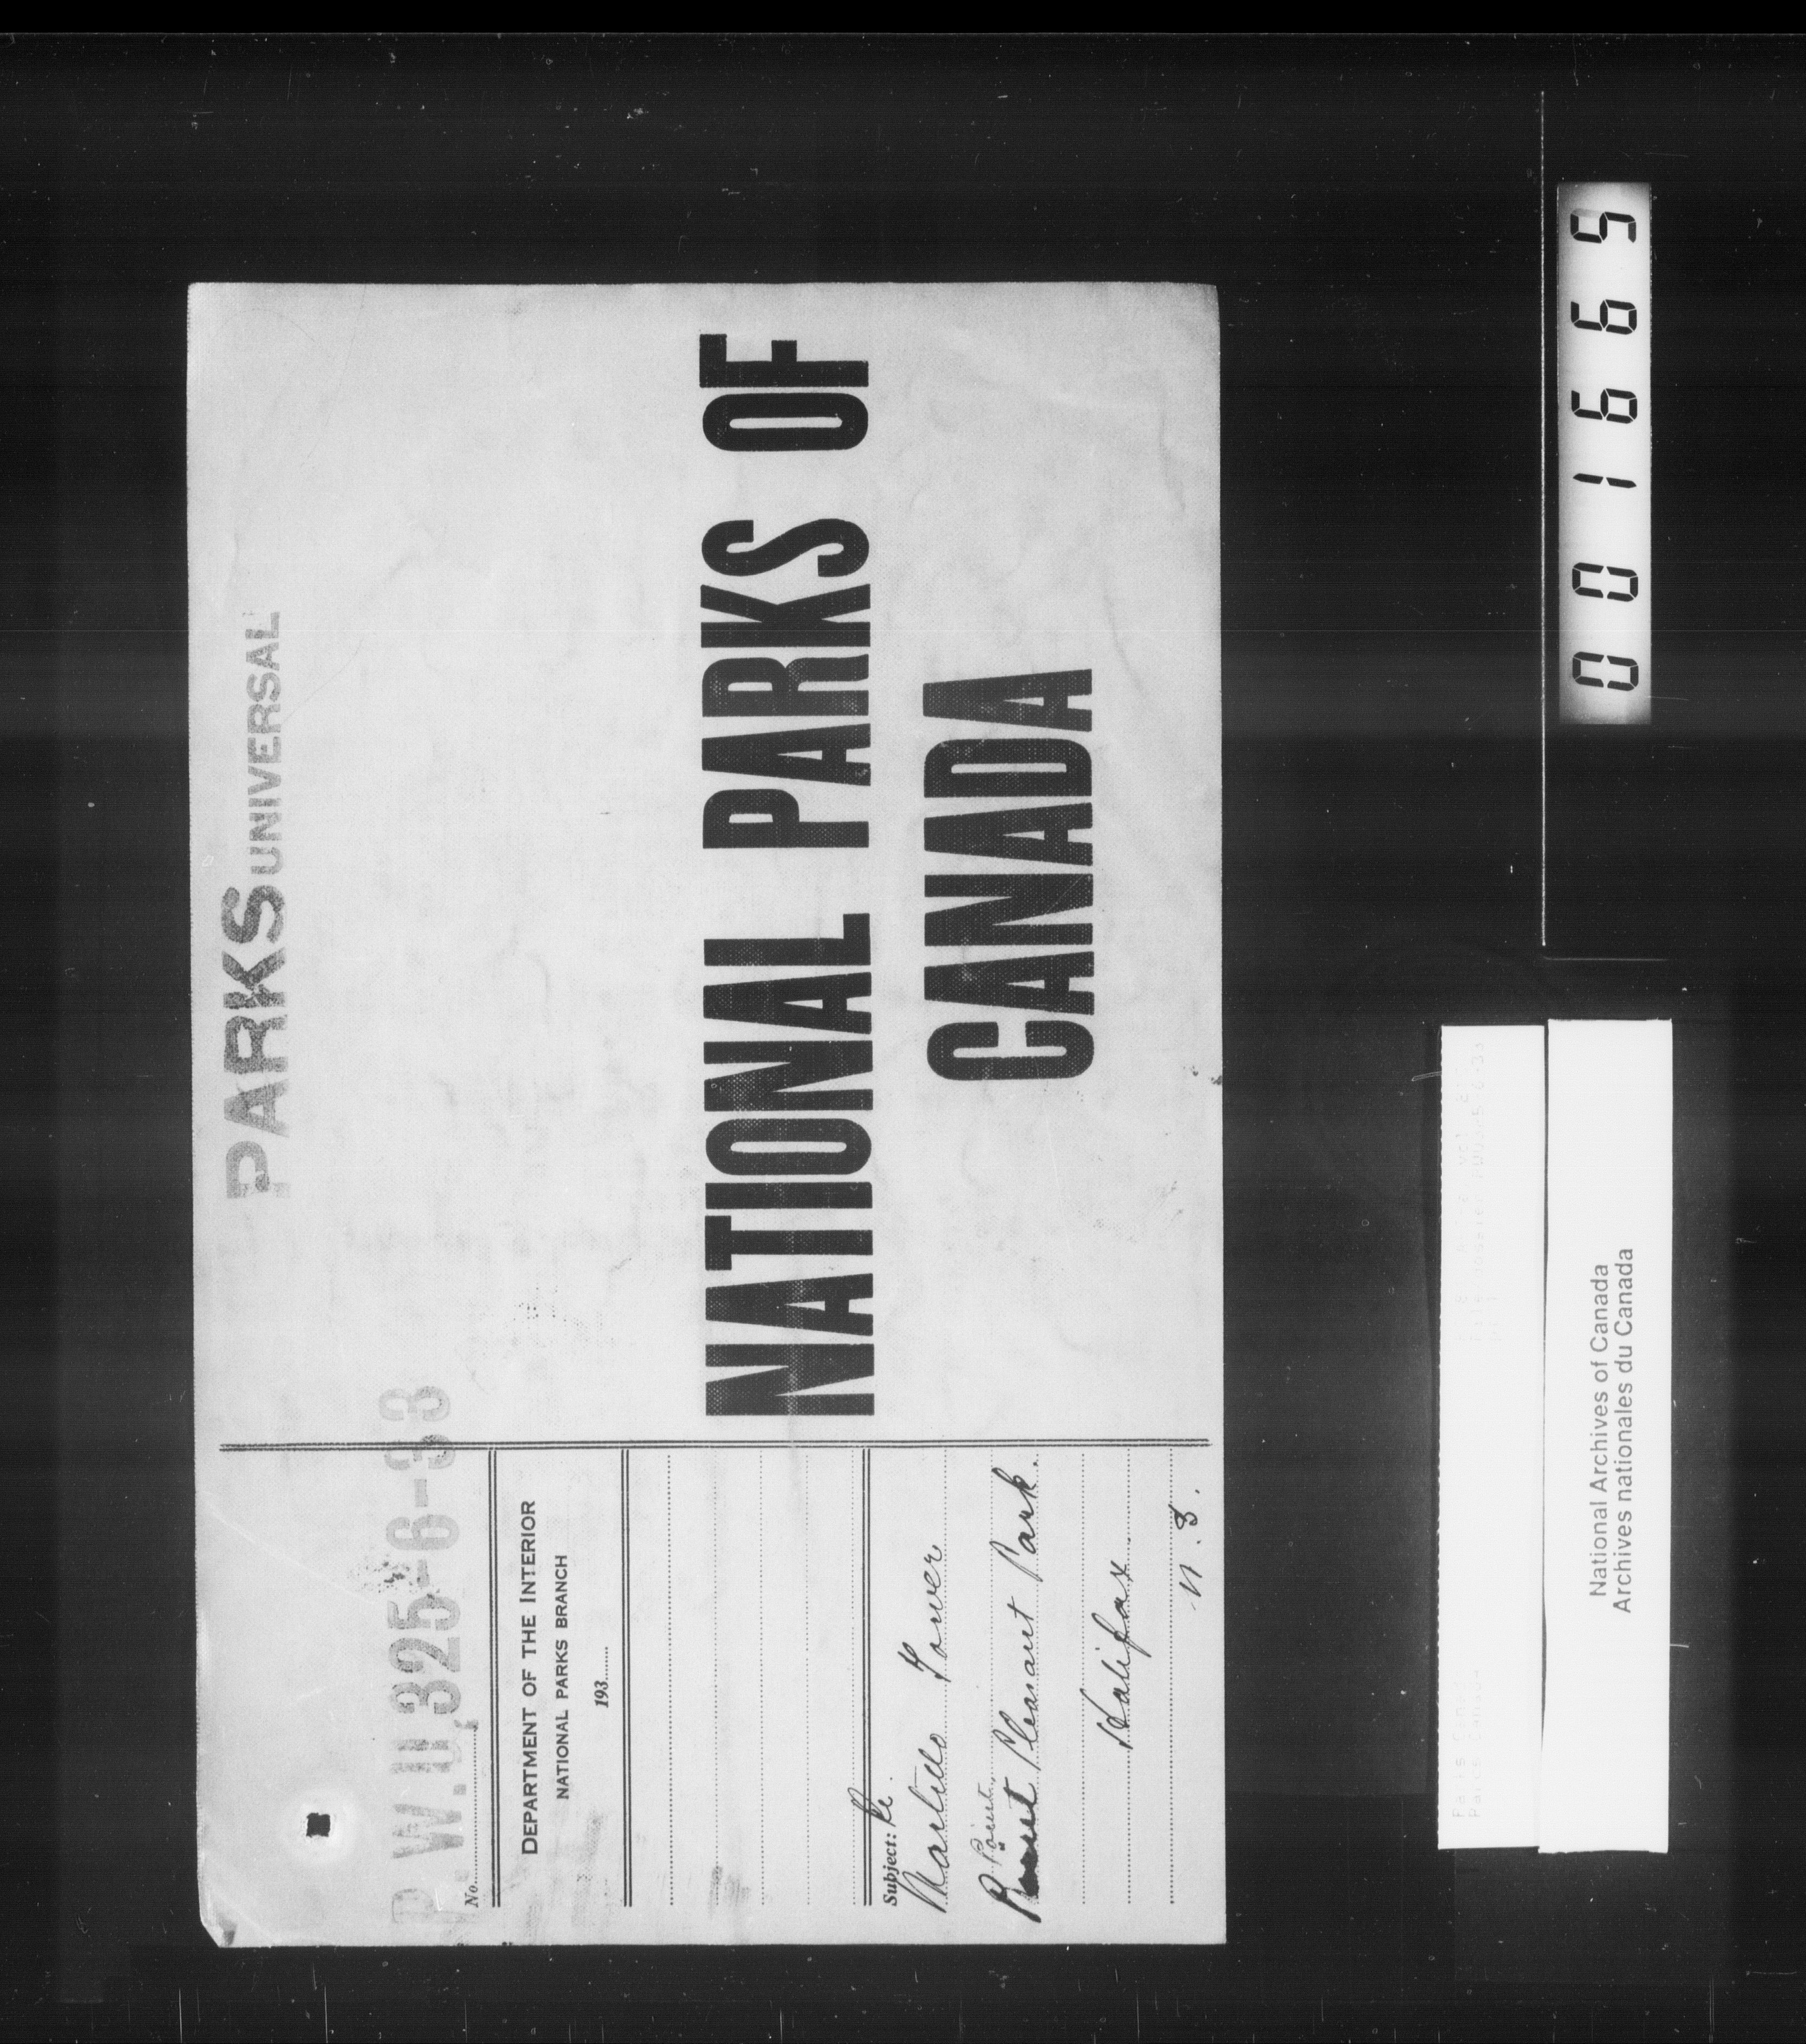 PARKS UNIVERSAL
P.W.U.325-6-33
No.
DEPARTMENT OF THE INTERIOR
NATIONAL PARKS BRANCH
193
Subject: Re.
Martello Tower
Point
Pleasant Park.
Halifax.
N.S.
NATIONAL PARKS OF
CANADA
National Archives of Canada
Archives nationales du Canada
001669